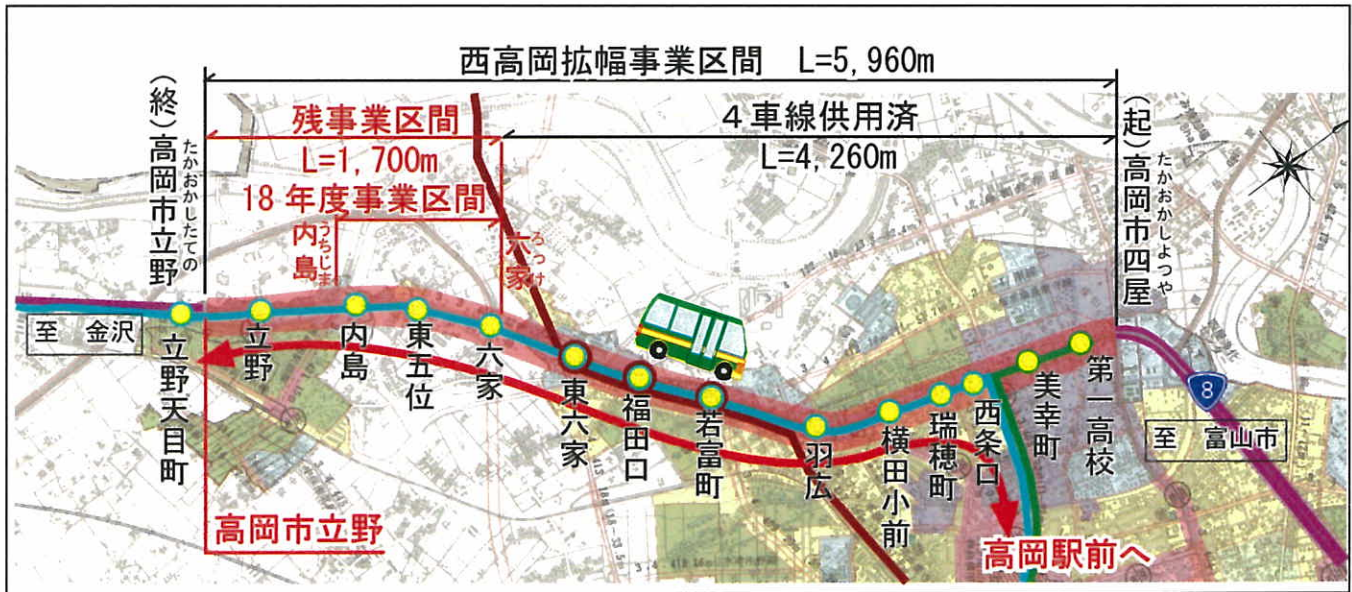 西高岡拡幅事業区間 L=5,960m
残事業区間
L=1,700m
4車線供用済
L=4,260m
18年度事業区間
(終)高岡市立野
たかおかしたての
(起)高岡市四屋
たかおかしよつや
内島
うちじま
六家
ろっけ
至 金沢
立野天目町
立野
内島
東五位
六家
東六家
福田口
若富町
羽広
横田小前
瑞穂町
西条口
美幸町
第一高校
8
至 富山市
高岡市立野
高岡駅前へ